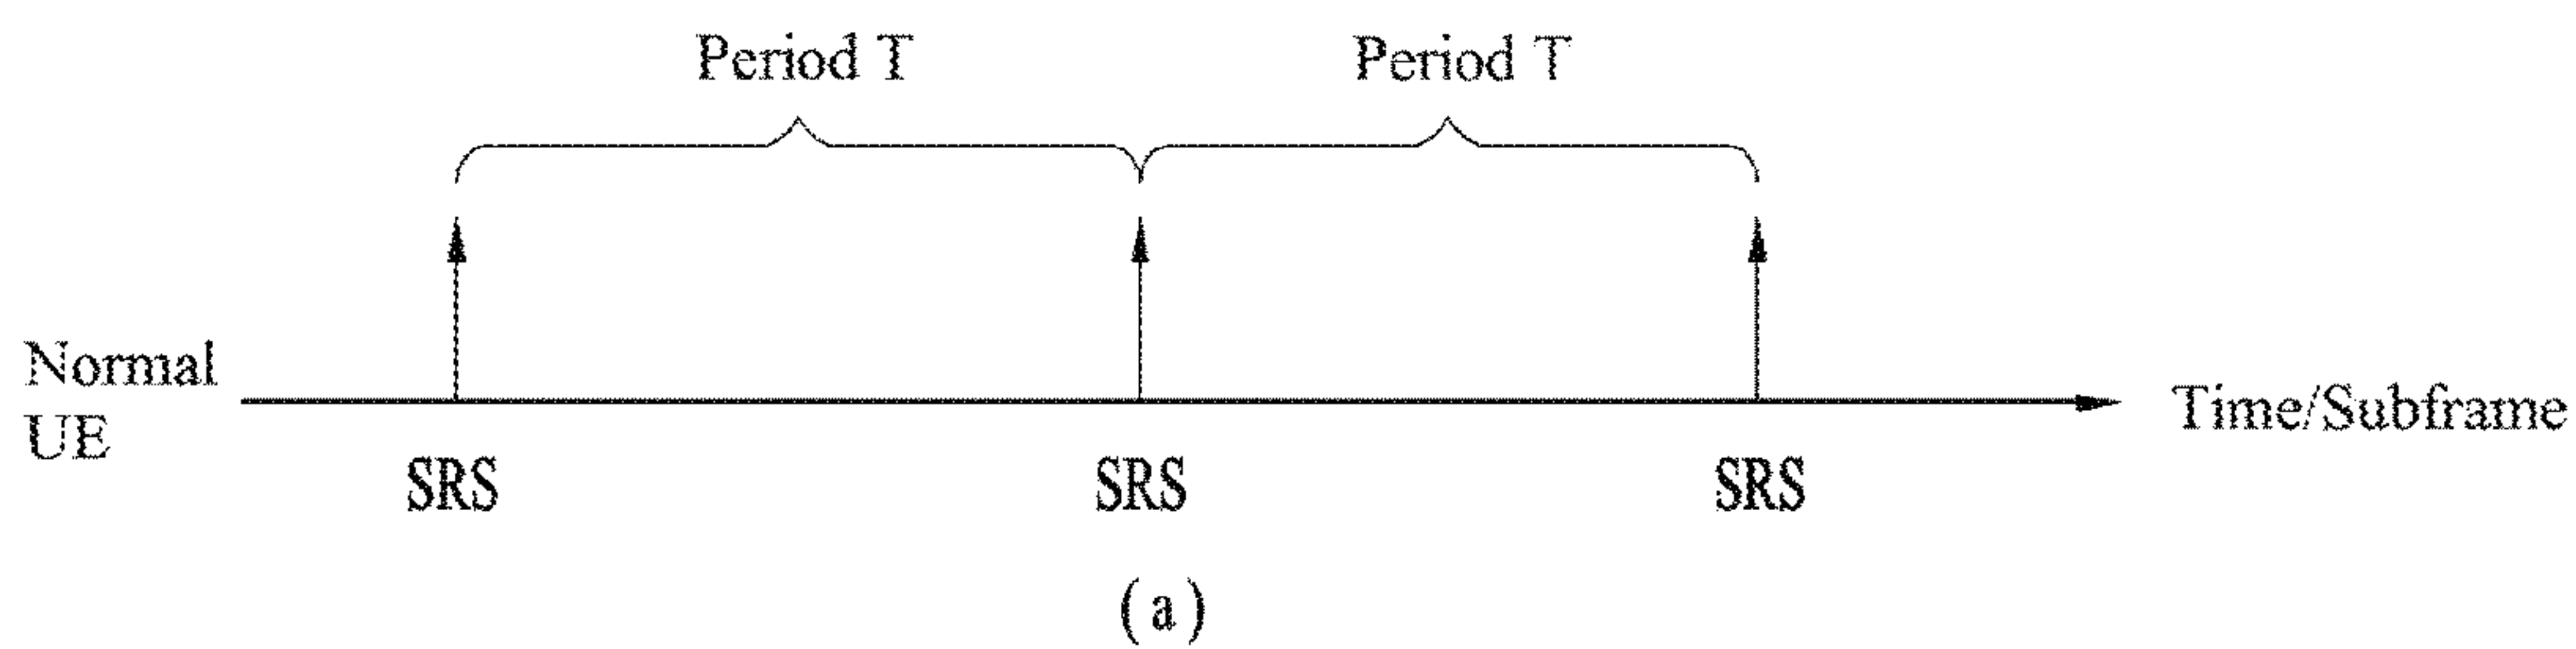 Period T
Period T
Normal
UE
Time/Subframe
SRS
SRS
SRS
(a)